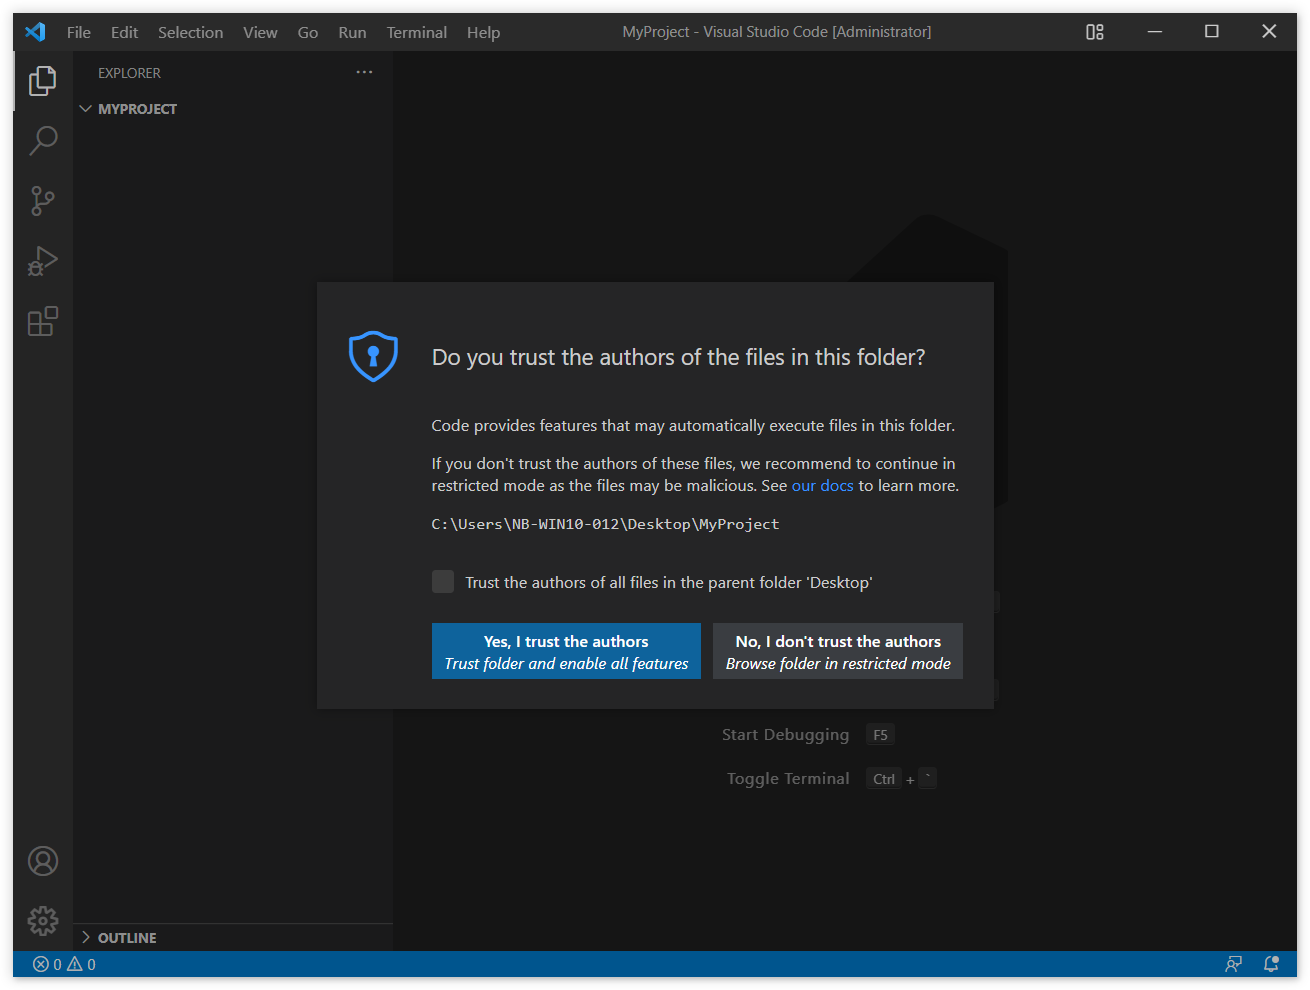 File Edit Selection View Go Run Terminal Help MyProject - Visual Studio Code [Administrator]
EXPLORER
MYPROJECT
Do you trust the authors of the files in this folder?
Code provides features that may automatically execute files in this folder.
If you don't trust the authors of these files, we recommend to continue in
restricted mode as the files may be malicious. See our docs to learn more.
C:\Users\NB-WIN10-012\Desktop\MyProject
Trust the authors of all files in the parent folder 'Desktop'
Yes, I trust the authors
Trust folder and enable all features
No, I don't trust the authors
Browse folder in restricted mode
Start Debugging F5
Toggle Terminal Ctrl + `
OUTLINE
0 0